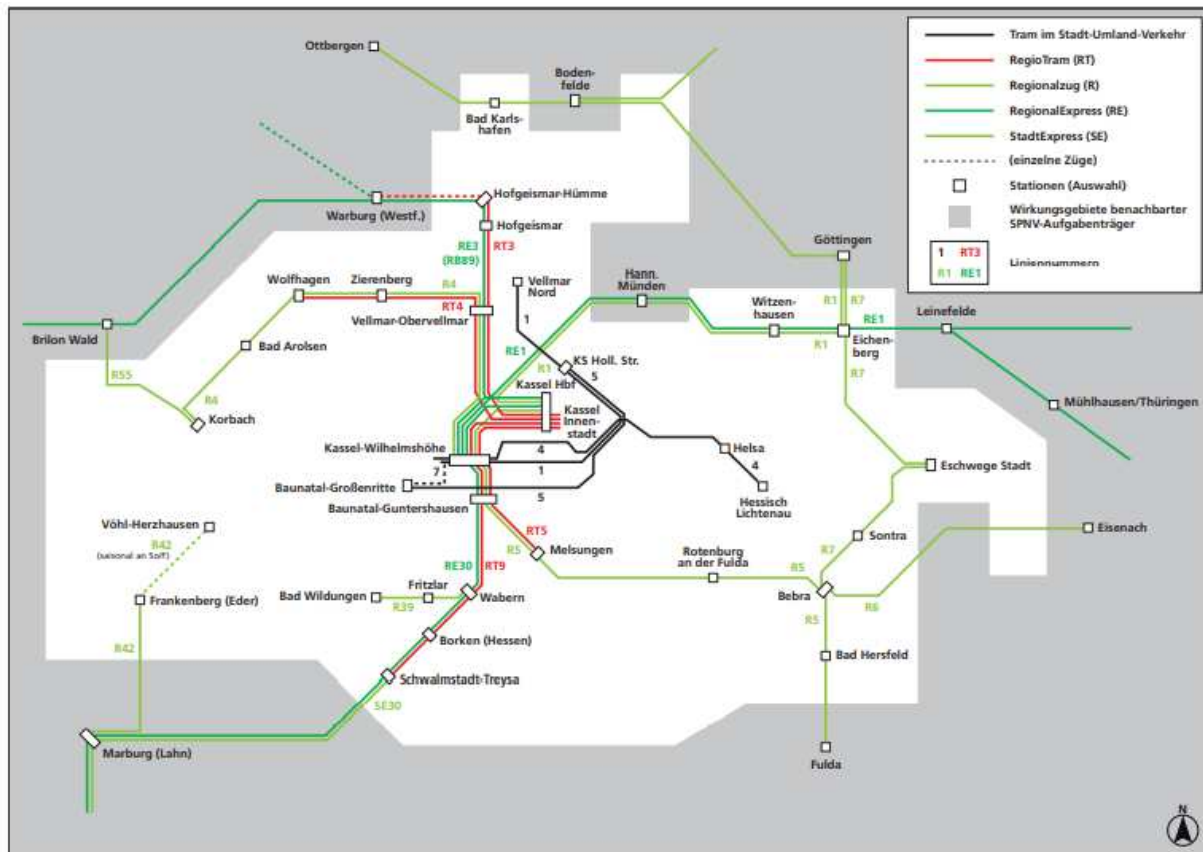 Tram im Stadt-Umland-Verkehr
RegioTram (RT)
Regionalzug (R)
RegionalExpress (RE)
StadtExpress (SE)
(einzelne Züge)
Stationen (Auswahl)
Wirkungsgebiete benachbarter
SPNV-Aufgabenträger
1 RT3
R1 RE1
Liniennummern
Ottbergen
Boden-
felde
Bad Karls-
hafen
Hofgeismar-Hümme
Warburg (Westf.)
Hofgeismar
RE3
(RB89)
RT3
Göttingen
Wolfhagen
Zierenberg
R4
RT4
Vellmar
Nord
1
Hann.
Münden
Witzen-
hausen
R1
R7
RE1
Leinefelde
Vellmar-Obervellmar
R1
Eichen-
berg
Brilon Wald
Bad Arolsen
RE1
R1
KS Holl. Str.
5
R7
R55
R4
Korbach
Kassel Hbf
Kassel
Innen-
stadt
Mühlhausen/Thüringen
Kassel-Wilhelmshöhe
4
1
7
Helsa
4
Hessisch
Lichtenau
Eschwege Stadt
Baunatal-Großenritte
5
Baunatal-Guntershausen
Vöhl-Herzhausen
R42
RT5
R5
Melsungen
Sontra
Eisenach
R7
Rotenburg
an der Fulda
R5
RE30
RT9
Fritzlar
Bad Wildungen
R39
Wabern
Frankenberg (Eder)
Bebra
R6
R5
R42
Borken (Hessen)
Bad Hersfeld
Schwalmstadt-Treysa
SE30
Marburg (Lahn)
Fulda
N